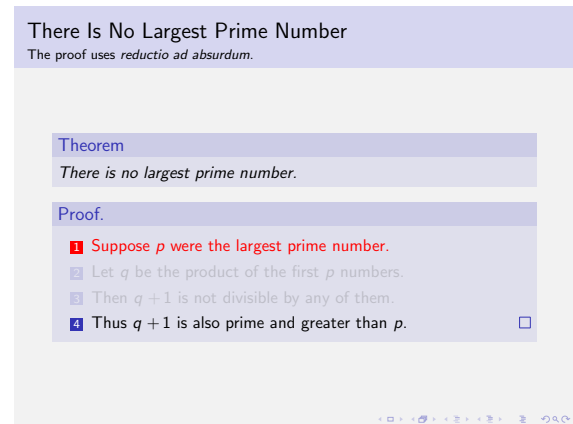 There Is No Largest Prime Number
The proof uses reductio ad absurdum.
Theorem
There is no largest prime number.
Proof.
1 Suppose p were the largest prime number.
2 Let q be the product of the first p numbers.
3 Then q + 1 is not divisible by any of them.
4 Thus q + 1 is also prime and greater than p. □